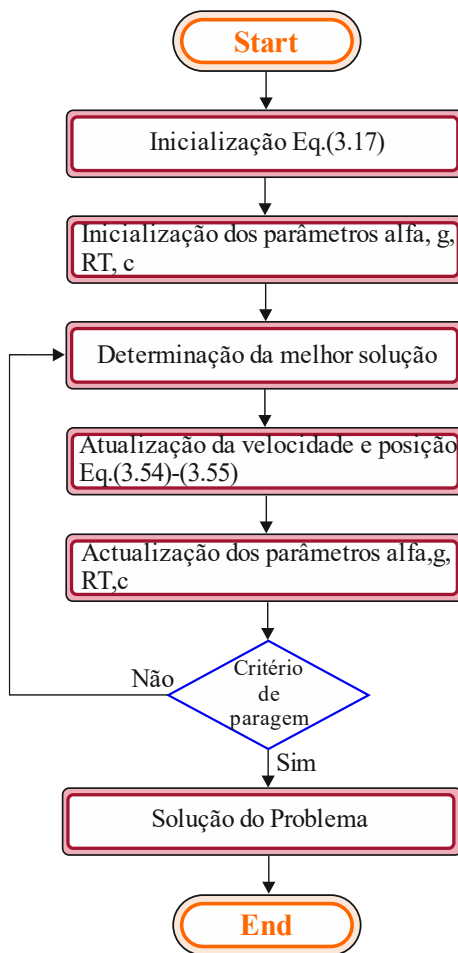 Start
Inicialização Eq.(3.17)
Inicialização dos parâmetros alfa, g,
RT, c
Determinação da melhor solução
Atualização da velocidade e posição
Eq.(3.54)-(3.55)
Actualização dos parâmetros alfa,g,
RT,c
Não
Critério
de
paragem
Sim
Solução do Problema
End